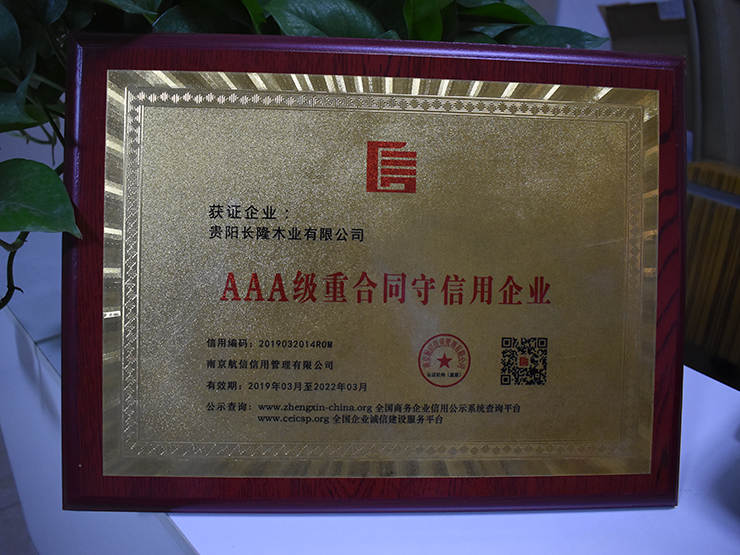 获证企业：
贵阳长隆木业有限公司
AAA级重合同守信用企业
信用编码：2019032014ROM
南京航信信用管理有限公司
有效期：2019年03月至2022年03月
公示查询：www.zhengxin-china.org 全国商务企业信用公示系统查询平台
www.ceicsp.org 全国企业诚信建设服务平台